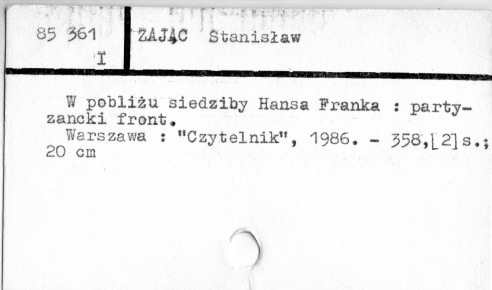 85 361 ZAJĄC Stanisław
I
W pobliżu siedziby Hansa Franka : party-
zancki front.
Warszawa : "Czytelnik", 1986. - 358,[2]s.;
20 cm